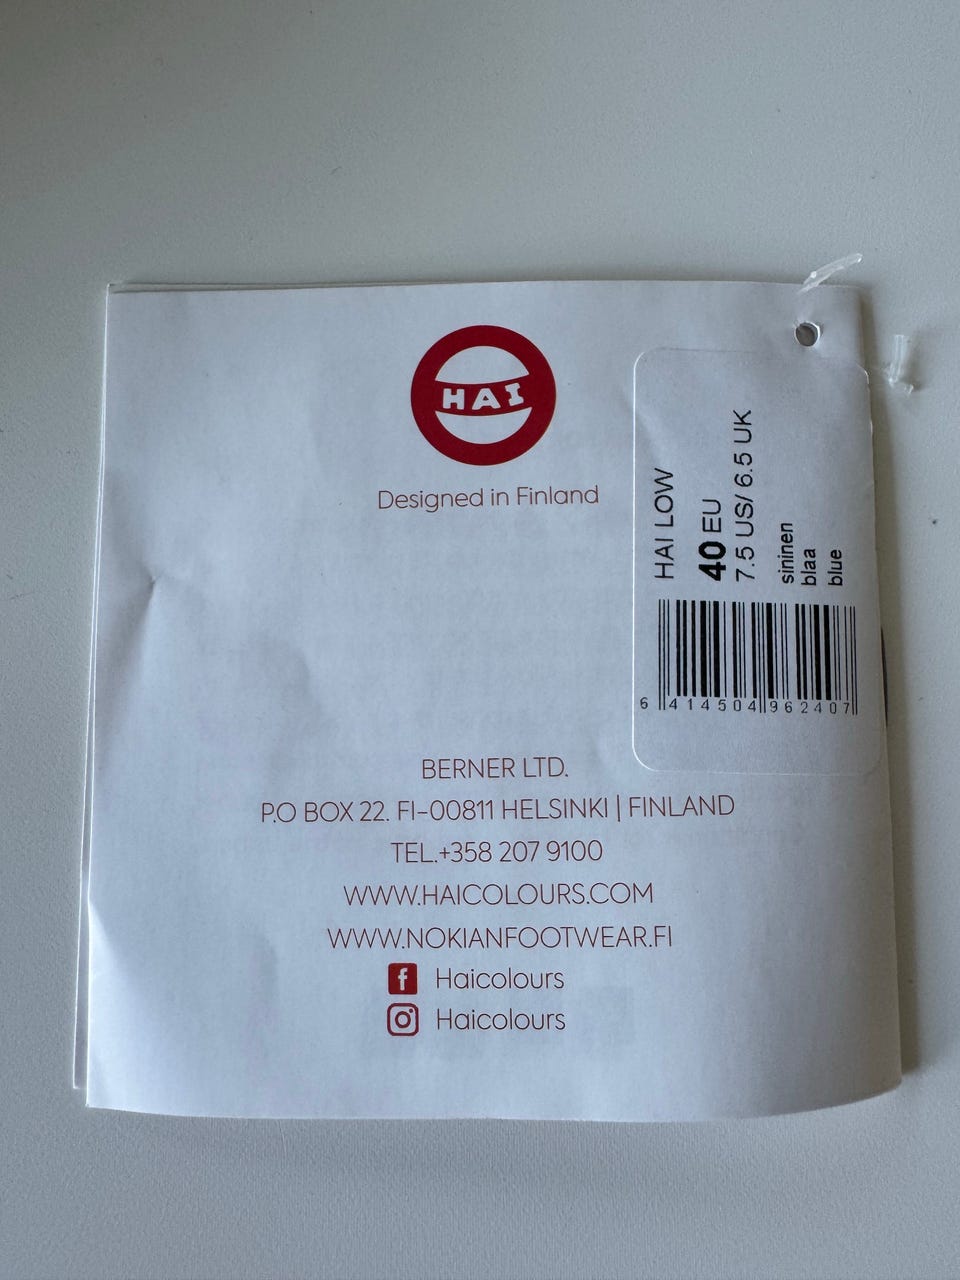 HAI
Designed in Finland
HAI LOW
40 EU
7.5 US/ 6.5 UK
sininen
blaa
blue
6 414504 962407
BERNER LTD.
P.O BOX 22. FI-00811 HELSINKI | FINLAND
TEL.+358 207 9100
WWW.HAICOLOURS.COM
WWW.NOKIANFOOTWEAR.FI
Haicolours
Haicolours